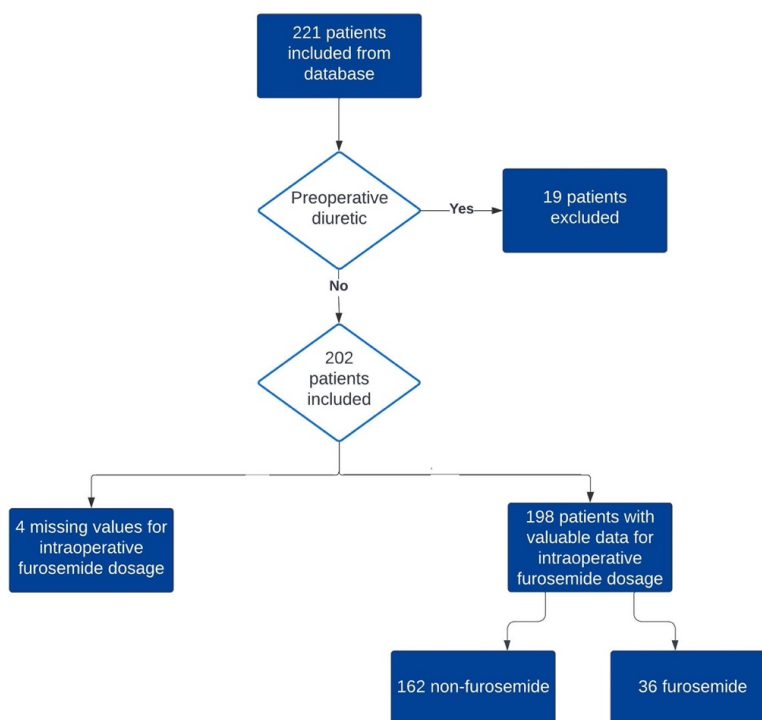 221 patients
included from
database
Preoperative
diuretic
Yes
19 patients
excluded
No
202
patients
included
4 missing values for
intraoperative
furosemide dosage
198 patients with
valuable data for
intraoperative
furosemide dosage
162 non-furosemide
36 furosemide